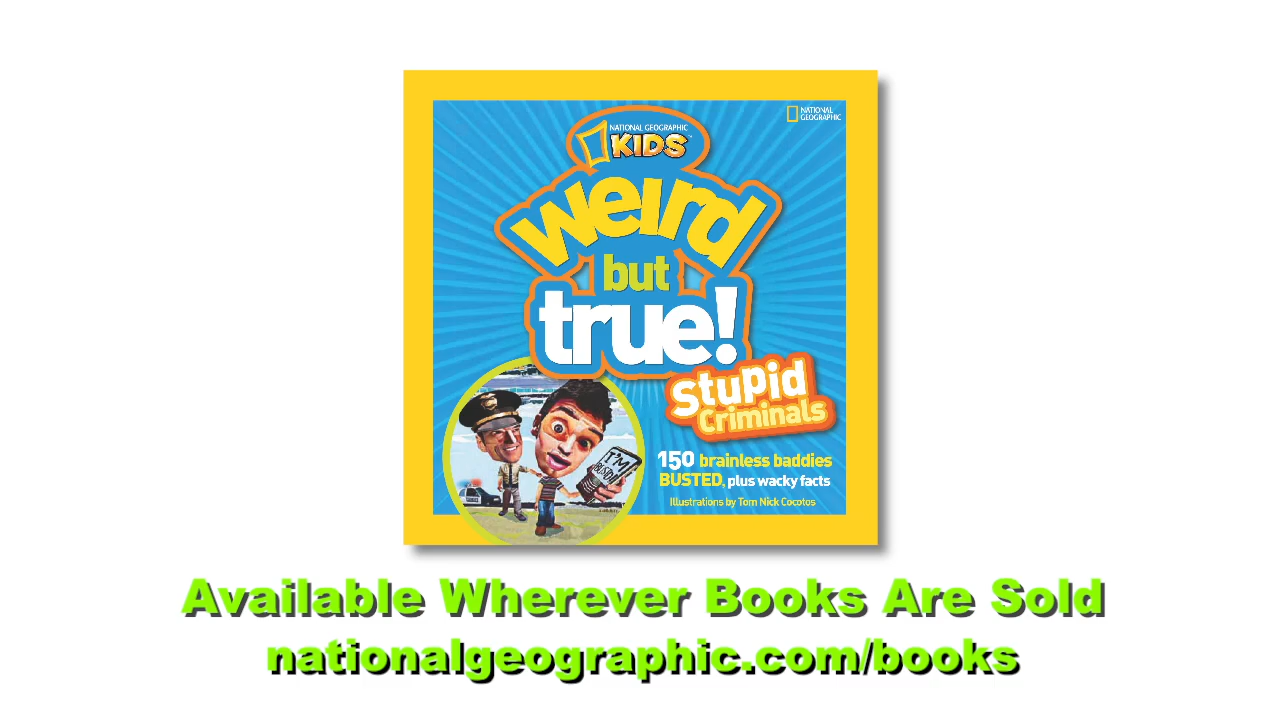 NATIONAL
GEOGRAPHIC
NATIONAL GEOGRAPHIC
KIDS
weird
but
true!
Stupid
Criminals
I'M
BUSTED!
150 brainless baddies
BUSTED, plus wacky facts
Illustrations by Tom Nick Cocotos
Available Wherever Books Are Sold
nationalgeographic.com/books